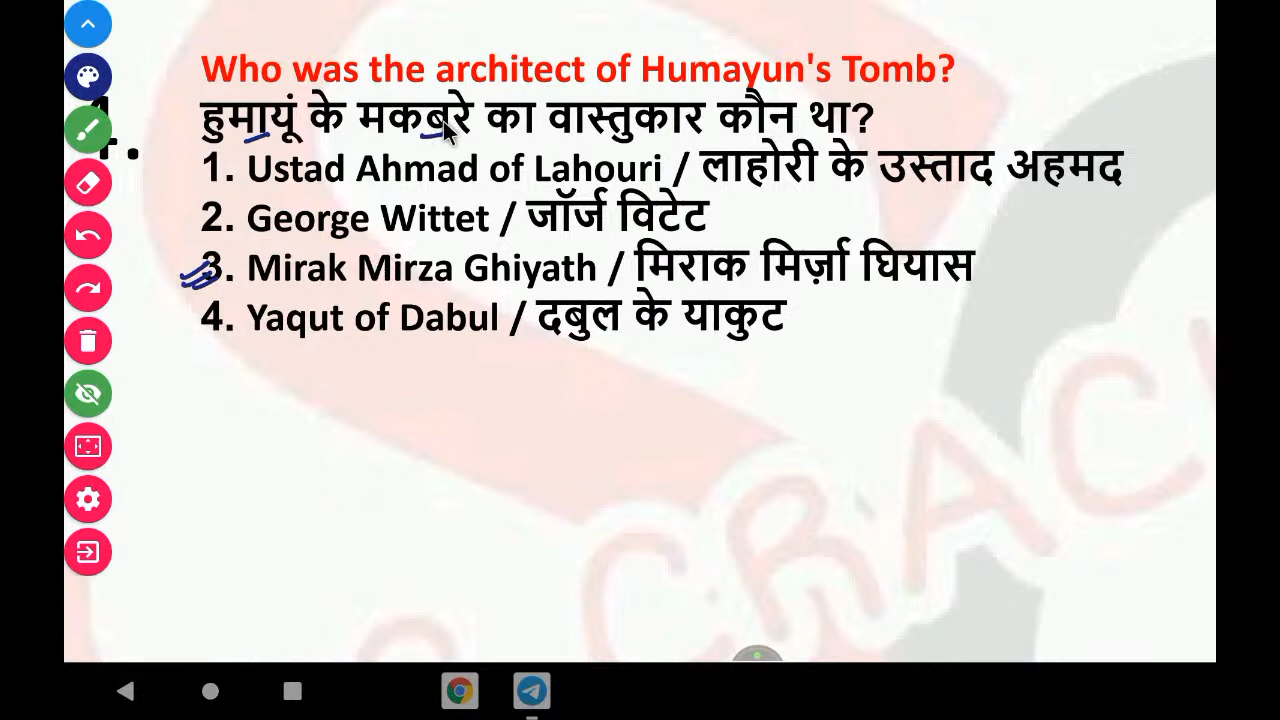 Who was the architect of Humayun's Tomb?
4. हुमायूं के मकबरे का वास्तुकार कौन था?
1. Ustad Ahmad of Lahouri / लाहोरी के उस्ताद अहमद
2. George Wittet / जॉर्ज विटेट
3. Mirak Mirza Ghiyath / मिराक मिर्ज़ा घियास
4. Yaqut of Dabul / दबुल के याकुट